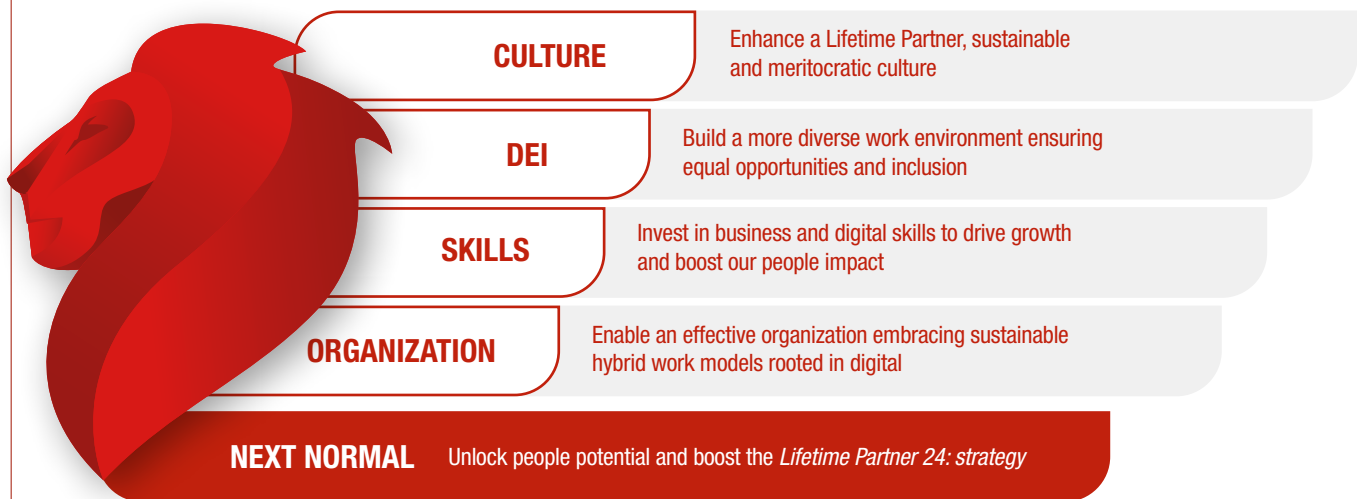 CULTURE
Enhance a Lifetime Partner, sustainable
and meritocratic culture
DEI
Build a more diverse work environment ensuring
equal opportunities and inclusion
SKILLS
Invest in business and digital skills to drive growth
and boost our people impact
ORGANIZATION
Enable an effective organization embracing sustainable
hybrid work models rooted in digital
NEXT NORMAL Unlock people potential and boost the Lifetime Partner 24: strategy